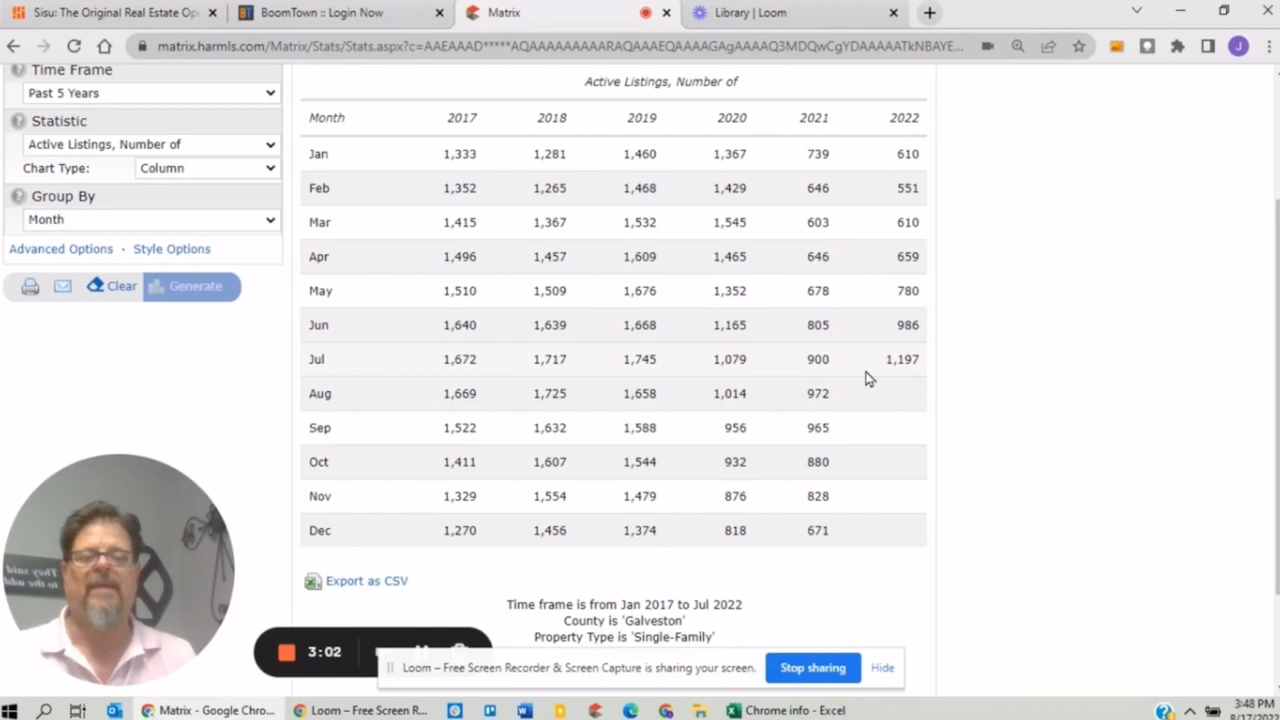 Sisu: The Original Real Estate Op
BoomTown :: Login Now
Matrix
Library | Loom
matrix.harmls.com/Matrix/Stats/Stats.aspx?c=AAEAAAD*****AQAAAAAAAAARAQAAAEQAAAAGAgAAAAQ3MDQwCgYDAAAAATkNBAYE...
J
Time Frame
Past 5 Years
Statistic
Active Listings, Number of
Chart Type: Column
Group By
Month
Advanced Options · Style Options
Clear Generate
Active Listings, Number of
Month 2017 2018 2019 2020 2021 2022
Jan 1,333 1,281 1,460 1,367 739 610
Feb 1,352 1,265 1,468 1,429 646 551
Mar 1,415 1,367 1,532 1,545 603 610
Apr 1,496 1,457 1,609 1,465 646 659
May 1,510 1,509 1,676 1,352 678 780
Jun 1,640 1,639 1,668 1,165 805 986
Jul 1,672 1,717 1,745 1,079 900 1,197
Aug 1,669 1,725 1,658 1,014 972
Sep 1,522 1,632 1,588 956 965
Oct 1,411 1,607 1,544 932 880
Nov 1,329 1,554 1,479 876 828
Dec 1,270 1,456 1,374 818 671
Export as CSV
Time frame is from Jan 2017 to Jul 2022
County is 'Galveston'
Property Type is 'Single-Family'
They said
add to the
3:02
Loom – Free Screen Recorder & Screen Capture is sharing your screen.
Stop sharing
Hide
Matrix - Google Chro...
Loom – Free Screen R...
Chrome info - Excel
3:48 PM